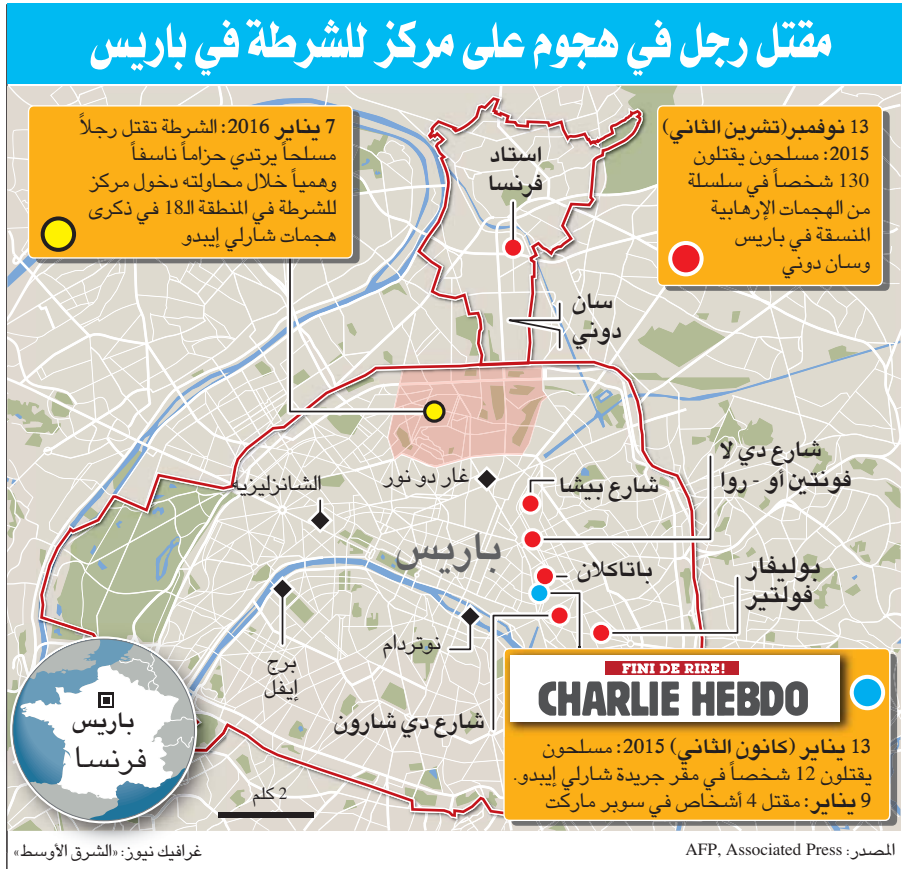 مقتل رجل في هجوم على مركز للشرطة في باريس
13 نوفمبر(تشرين الثاني)
2015: مسلحون يقتلون
130 شخصاً في سلسلة
من الهجمات الإرهابية
المنسقة في باريس
وسان دوني
7 يناير 2016: الشرطة تقتل رجلاً
مسلحاً يرتدي حزاماً ناسفاً
وهمياً خلال محاولته دخول مركز
للشرطة في المنطقة الـ18 في ذكرى
هجمات شارلي إيبدو
استاد
فرنسا
سان
دوني
شارع دي لا
فونتين أو - روا
شارع بيشا
غار دو نور
الشانزليزيه
باريس
باتاكلان
بوليفار
فولتير
نوتردام
برج
إيفل
شارع دي شارون
FINI DE RIRE!
CHARLIE HEBDO
13 يناير (كانون الثاني) 2015: مسلحون
يقتلون 12 شخصاً في مقر جريدة شارلي إيبدو.
9 يناير: مقتل 4 أشخاص في سوبر ماركت
باريس
فرنسا
2 كلم
المصدر: AFP, Associated Press
غرافيك نيوز: «الشرق الأوسط»